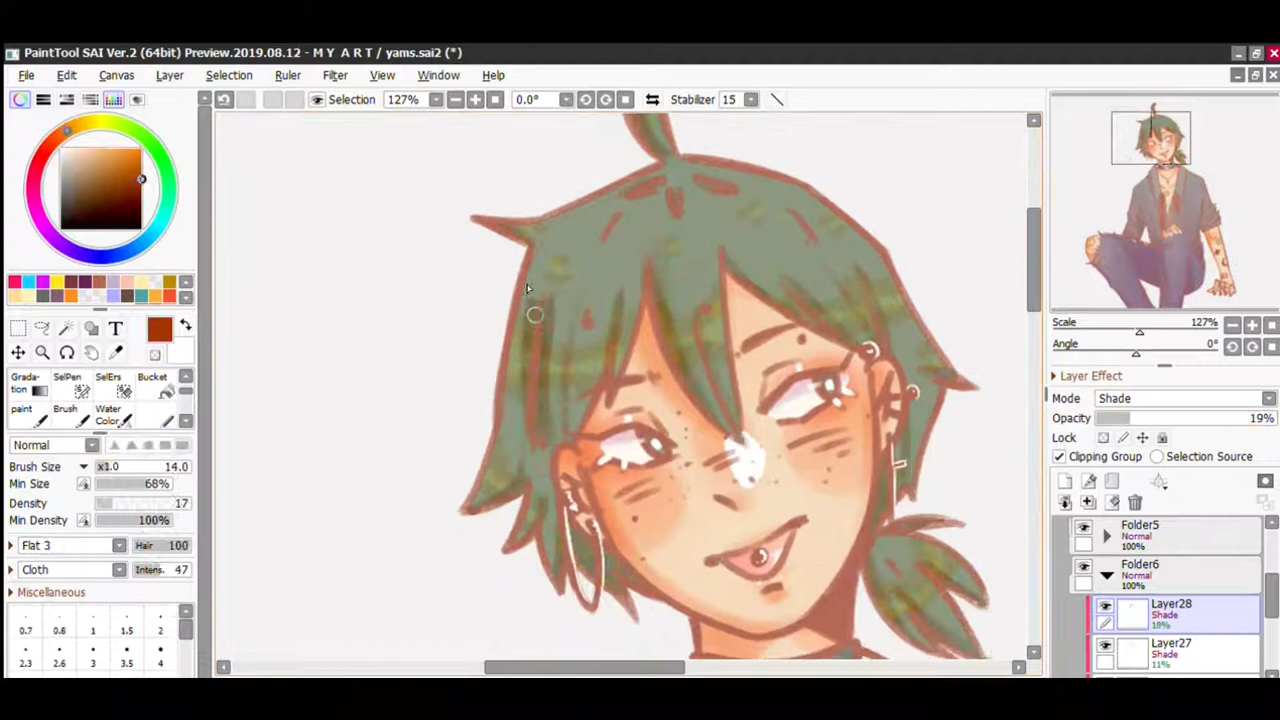 PaintTool SAI Ver.2 (64bit) Preview.2019.08.12 - M Y A R T / yams.sai2 (*)
File Edit Canvas Layer Selection Ruler Filter View Window Help
Selection 127% 0.0° Stabilizer 15
T
Scale 127%
Angle 0°
Layer Effect
Mode Shade
Opacity 19%
Lock
Clipping Group Selection Source
Grada-tion SelPen SelErs Bucket
paint Brush Water Color
Normal
Brush Size x1.0 14.0
Min Size 68%
Density 17
Min Density 100%
Flat 3 Hair 100
Cloth Intens. 47
Miscellaneous
0.7 0.8 1 1.5 2
2.3 2.6 3 3.5 4
Folder5
Normal
100%
Folder6
Normal
100%
Layer28
Shade
18%
Layer27
Shade
11%